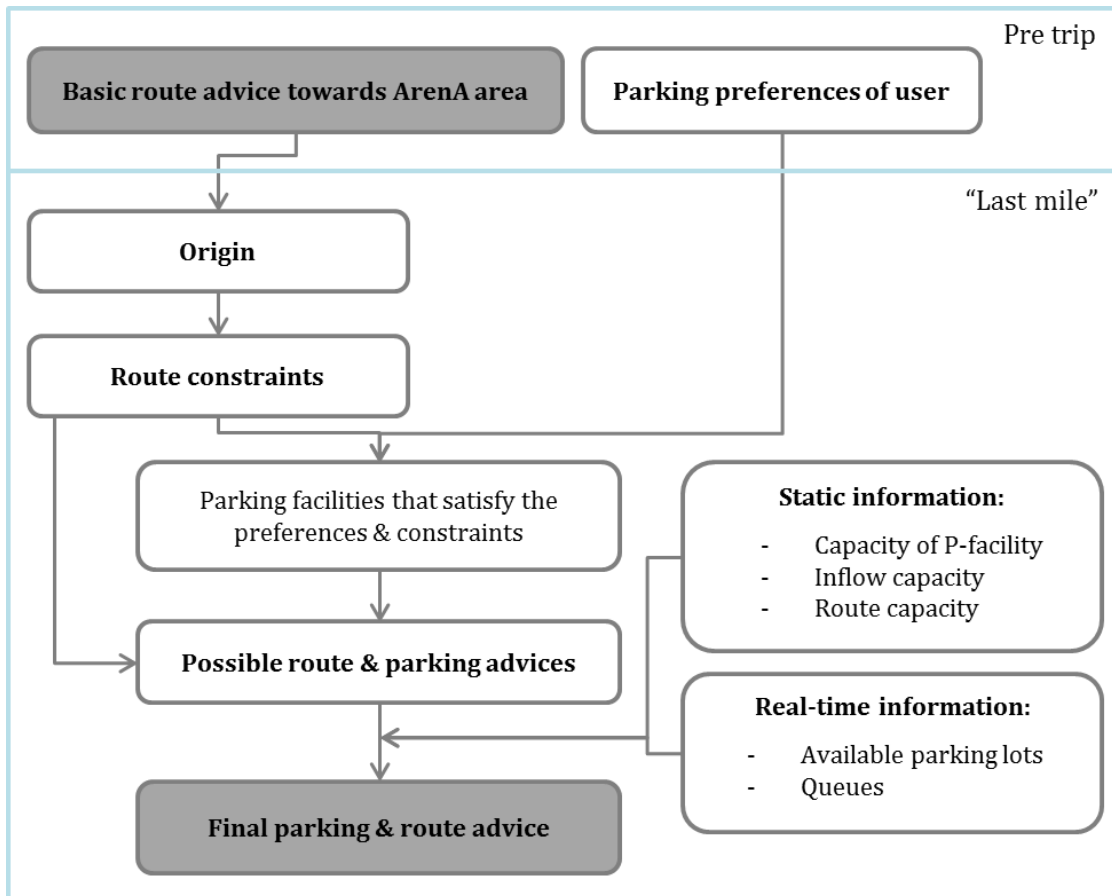 Pre trip
Basic route advice towards ArenA area
Parking preferences of user
“Last mile”
Origin
Route constraints
Parking facilities that satisfy the
preferences & constraints
Possible route & parking advices
Static information:
- Capacity of P-facility
- Inflow capacity
- Route capacity
Real-time information:
- Available parking lots
- Queues
Final parking & route advice